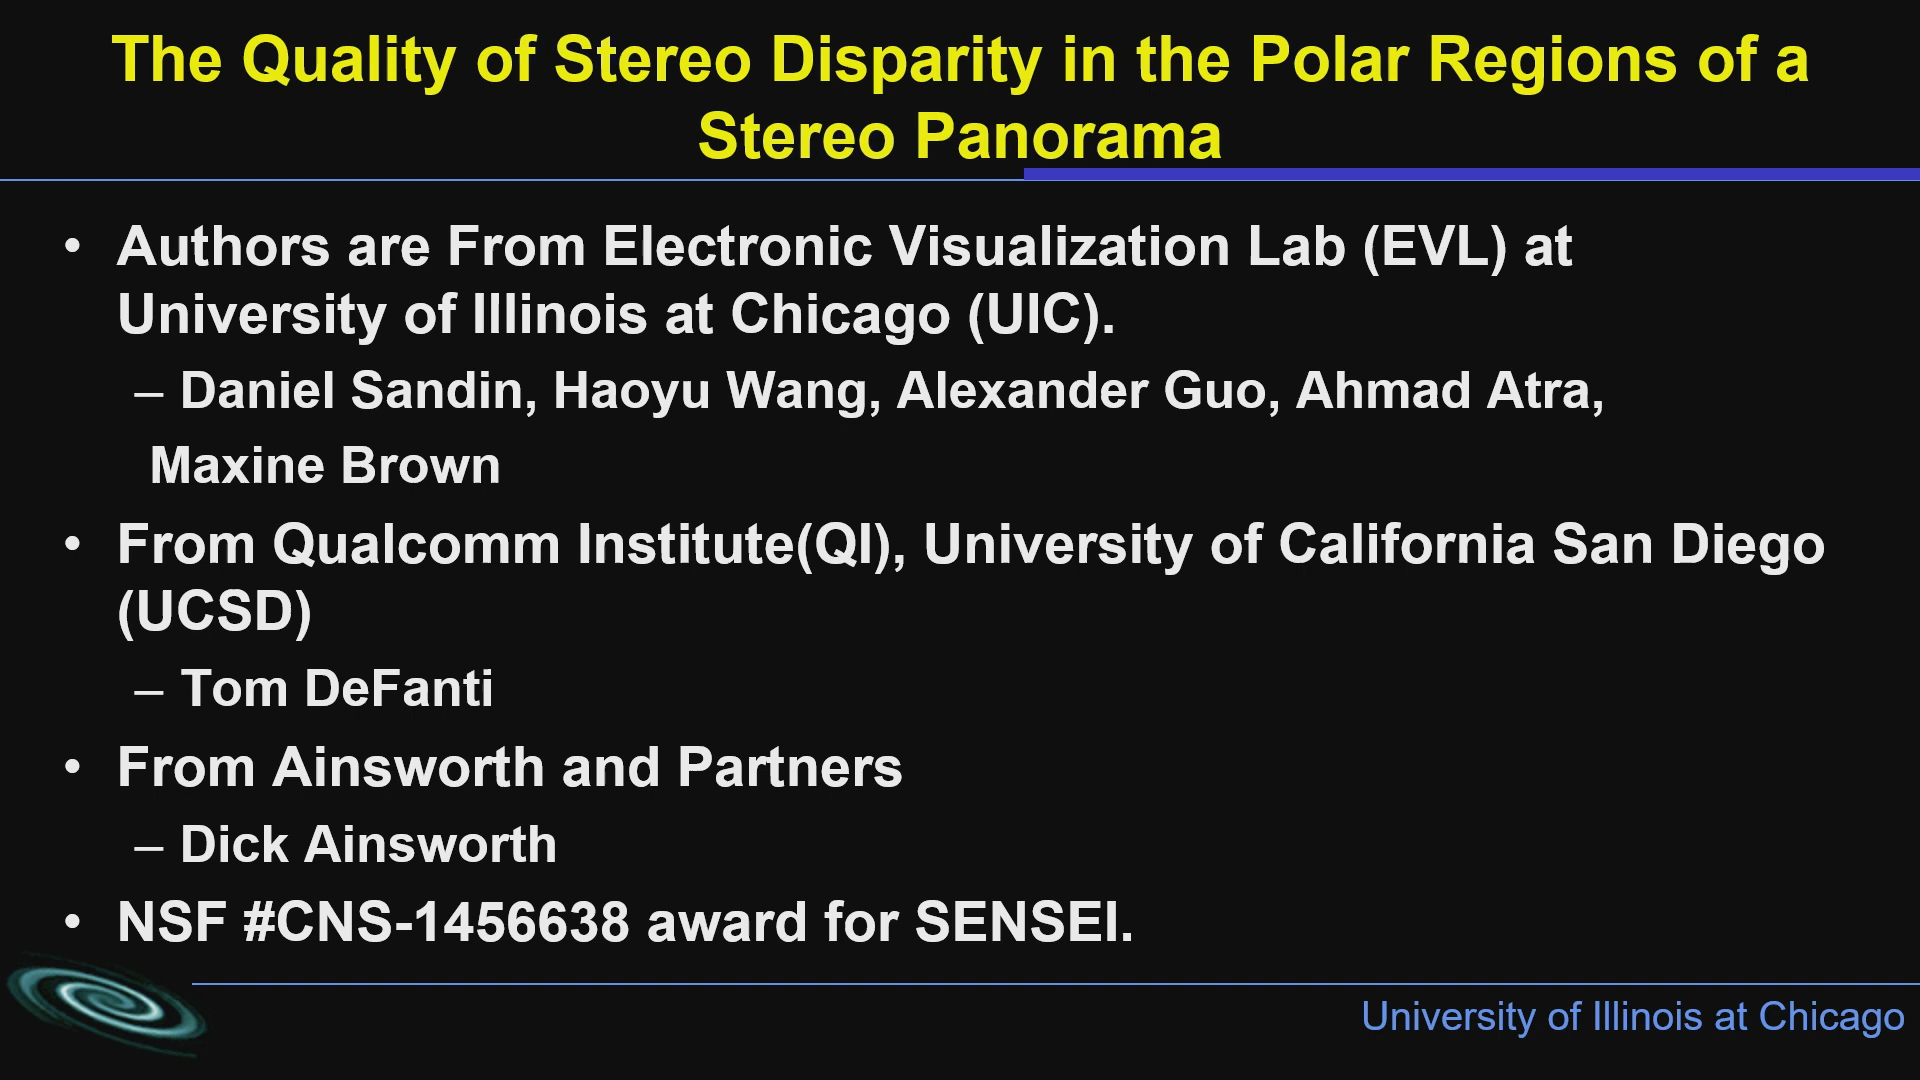 The Quality of Stereo Disparity in the Polar Regions of a
Stereo Panorama
• Authors are From Electronic Visualization Lab (EVL) at
University of Illinois at Chicago (UIC).
– Daniel Sandin, Haoyu Wang, Alexander Guo, Ahmad Atra,
Maxine Brown
• From Qualcomm Institute(QI), University of California San Diego
(UCSD)
– Tom DeFanti
• From Ainsworth and Partners
– Dick Ainsworth
• NSF #CNS-1456638 award for SENSEI.
University of Illinois at Chicago